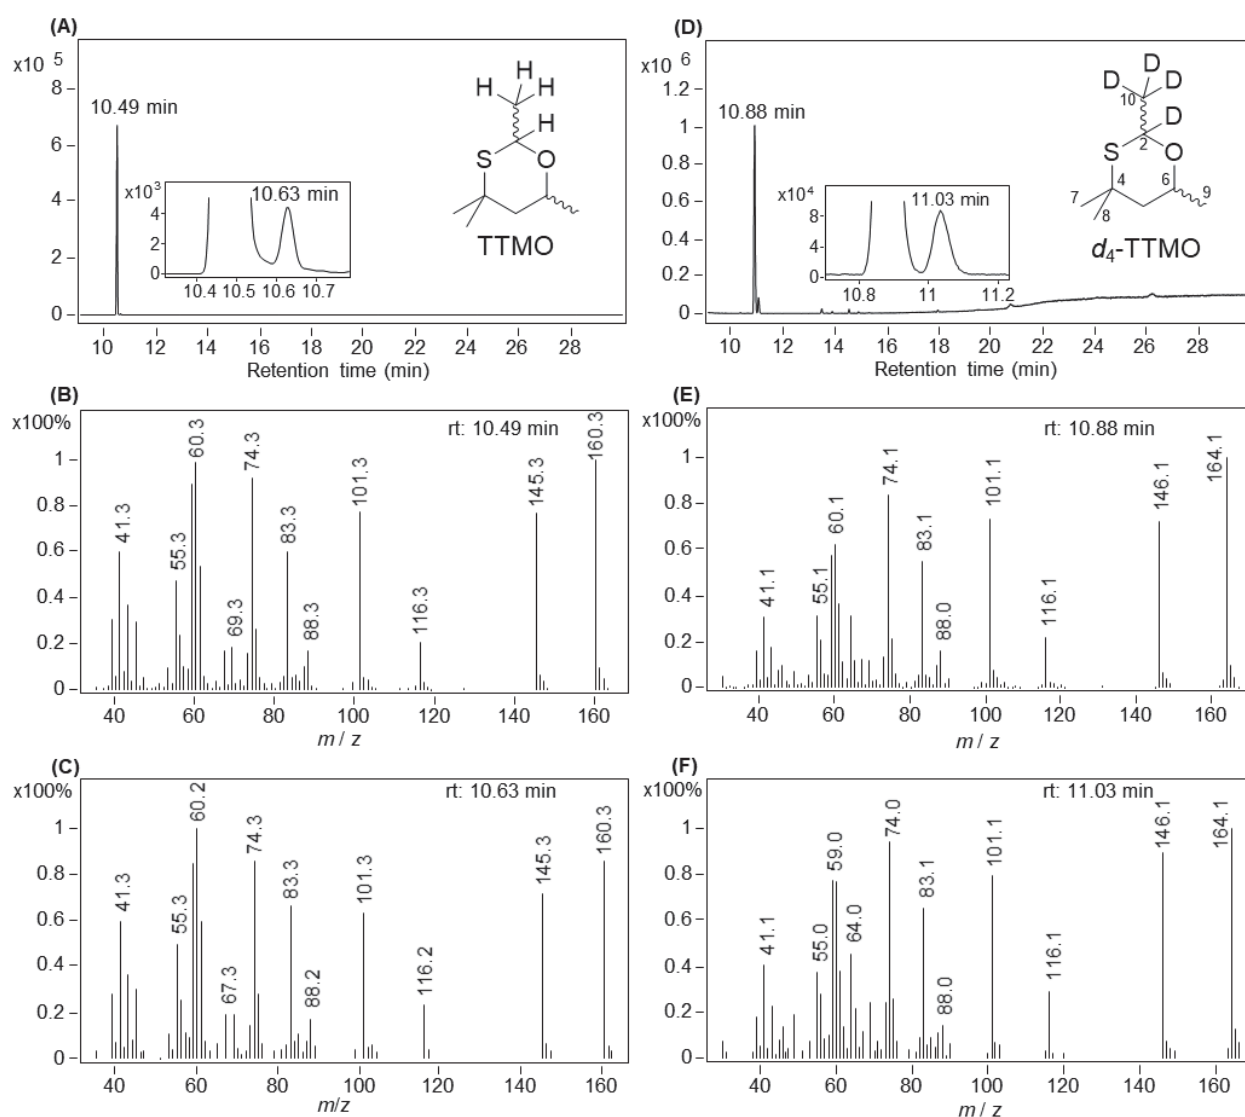 (A)
x10 5
8
6
4
2
0
10.49 min
x10 3
4
2
0
10.63 min
10.4 10.5 10.6 10.7
H
H
H
H
S
O
TTMO
10 12 14 16 18 20 22 24 26 28
Retention time (min)
(D)
x10 6
1.2
1
0.8
0.6
0.4
0.2
0
10.88 min
x10 4
8
4
0
11.03 min
10.8 11 11.2
D
D
D
D
10
2
S
O
4
6
7
8
9
d4-TTMO
10 12 14 16 18 20 22 24 26 28
Retention time (min)
(B)
x100%
1
0.8
0.6
0.4
0.2
0
rt: 10.49 min
41.3
55.3
60.3
69.3
74.3
83.3
88.3
101.3
116.3
145.3
160.3
40 60 80 100 120 140 160
m / z
(E)
x100%
1
0.8
0.6
0.4
0.2
0
rt: 10.88 min
41.1
55.1
60.1
74.1
83.1
88.0
101.1
116.1
146.1
164.1
40 60 80 100 120 140 160
m / z
(C)
x100%
1
0.8
0.6
0.4
0.2
0
rt: 10.63 min
41.3
55.3
60.2
67.3
74.3
83.3
88.2
101.3
116.2
145.3
160.3
40 60 80 100 120 140 160
m/z
(F)
x100%
1
0.8
0.6
0.4
0.2
0
rt: 11.03 min
41.1
55.0
59.0
64.0
74.0
83.1
88.0
101.1
116.1
146.1
164.1
40 60 80 100 120 140 160
m / z